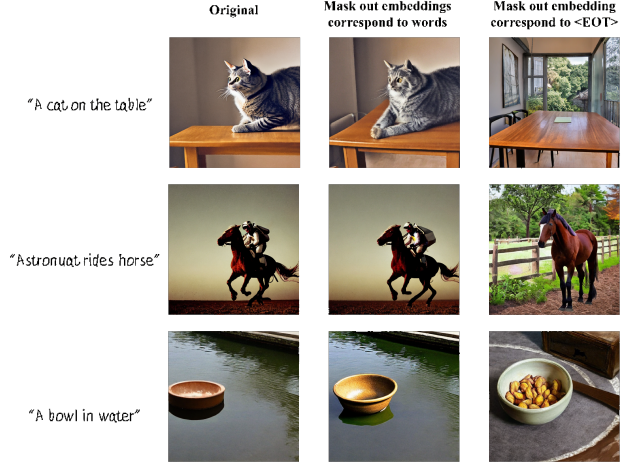 Original
Mask out embeddings
correspond to words
Mask out embedding
correspond to <EOT>
"A cat on the table"
"Astronuat rides horse"
"A bowl in water"